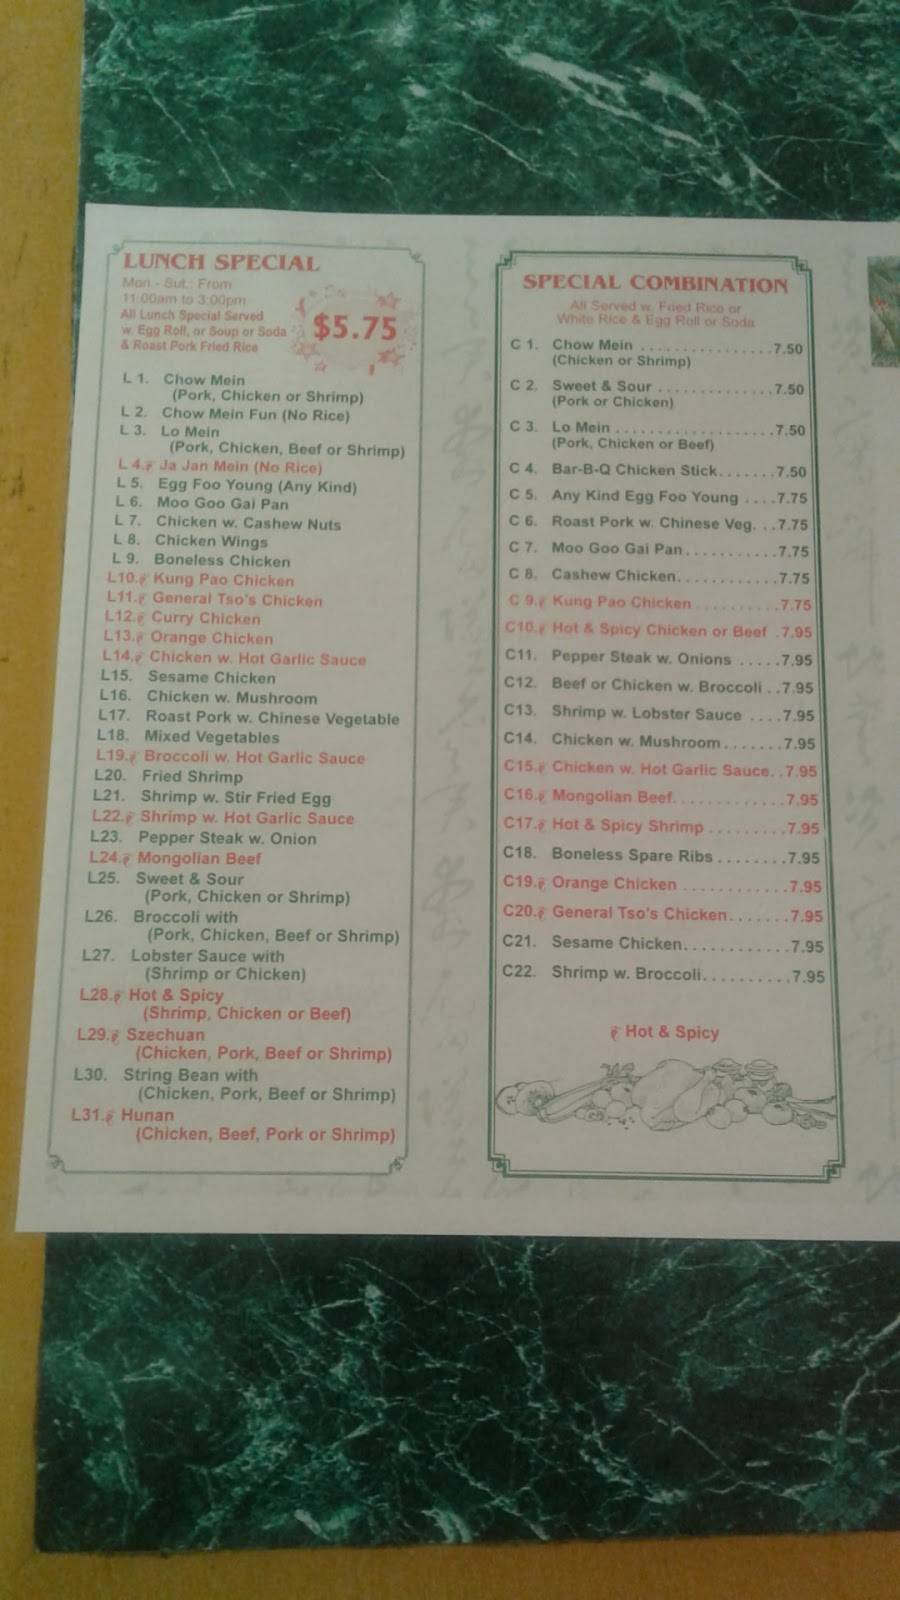 LUNCH SPECIAL
Mon - Sut.: From
11:00am to 3:00pm
All Lunch Special Served
w. Egg Roll, or Soup or Soda
& Roast Pork Fried Rice
$5.75
L 1. Chow Mein
(Pork, Chicken or Shrimp)
L 2. Chow Mein Fun (No Rice)
L 3. Lo Mein
(Pork, Chicken, Beef or Shrimp)
L 4. Ja Jan Mein (No Rice)
L 5. Egg Foo Young (Any Kind)
L 6. Moo Goo Gai Pan
L 7. Chicken w. Cashew Nuts
L 8. Chicken Wings
L 9. Boneless Chicken
L10. Kung Pao Chicken
L11. General Tso's Chicken
L12. Curry Chicken
L13. Orange Chicken
L14. Chicken w. Hot Garlic Sauce
L15. Sesame Chicken
L16. Chicken w. Mushroom
L17. Roast Pork w. Chinese Vegetable
L18. Mixed Vegetables
L19. Broccoli w. Hot Garlic Sauce
L20. Fried Shrimp
L21. Shrimp w. Stir Fried Egg
L22. Shrimp w. Hot Garlic Sauce
L23. Pepper Steak w. Onion
L24. Mongolian Beef
L25. Sweet & Sour
(Pork, Chicken or Shrimp)
L26. Broccoli with
(Pork, Chicken, Beef or Shrimp)
L27. Lobster Sauce with
(Shrimp or Chicken)
L28. Hot & Spicy
(Shrimp, Chicken or Beef)
L29. Szechuan
(Chicken, Pork, Beef or Shrimp)
L30. String Bean with
(Chicken, Pork, Beef or Shrimp)
L31. Hunan
(Chicken, Beef, Pork or Shrimp)
SPECIAL COMBINATION
All Served w. Fried Rice or
White Rice & Egg Roll or Soda
C 1. Chow Mein ................7.50
(Chicken or Shrimp)
C 2. Sweet & Sour ..............7.50
(Pork or Chicken)
C 3. Lo Mein ....................7.50
(Pork, Chicken or Beef)
C 4. Bar-B-Q Chicken Stick.......7.50
C 5. Any Kind Egg Foo Young ....7.75
C 6. Roast Pork w. Chinese Veg. ..7.75
C 7. Moo Goo Gai Pan...........7.75
C 8. Cashew Chicken............7.75
C 9. Kung Pao Chicken ..........7.75
C10. Hot & Spicy Chicken or Beef .7.95
C11. Pepper Steak w. Onions .....7.95
C12. Beef or Chicken w. Broccoli ..7.95
C13. Shrimp w. Lobster Sauce ....7.95
C14. Chicken w. Mushroom.......7.95
C15. Chicken w. Hot Garlic Sauce..7.95
C16. Mongolian Beef.............7.95
C17. Hot & Spicy Shrimp .........7.95
C18. Boneless Spare Ribs ........7.95
C19. Orange Chicken ............7.95
C20. General Tso's Chicken.......7.95
C21. Sesame Chicken............7.95
C22. Shrimp w. Broccoli..........7.95
Hot & Spicy